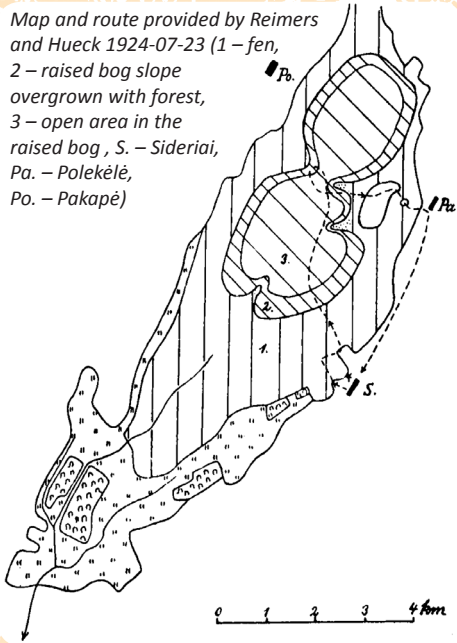 Map and route provided by Reimers
and Hueck 1924-07-23 (1 – fen,
2 – raised bog slope
overgrown with forest,
3 – open area in the
raised bog , S. – Sideriai,
Pa. – Polekėlė,
Po. – Pakapė)
Po.
Pa
3.
2.
1.
S.
0 1 2 3 4 km